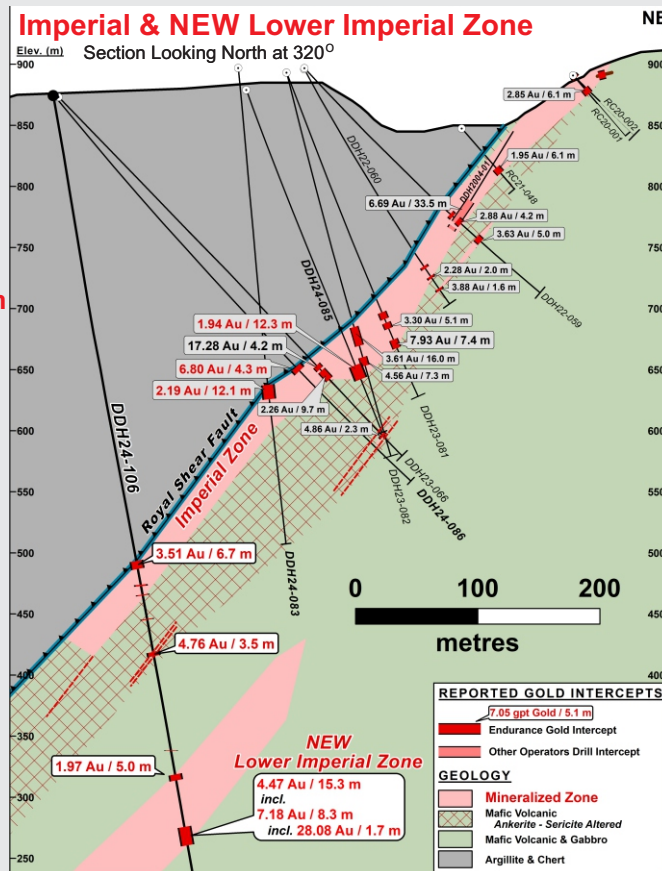 Imperial & NEW Lower Imperial Zone
NE
Elev. (m)
Section Looking North at 320°
900
850
800
750
700
650
600
550
500
450
400
350
300
250
900
850
800
750
700
650
600
550
500
450
400
350
300
250
m
2.85 Au / 6.1 m
RC20-002
RC20-001
1.95 Au / 6.1 m
RC21-048
DDH22-060
DDH2004-01
6.69 Au / 33.5 m
2.88 Au / 4.2 m
3.63 Au / 5.0 m
2.28 Au / 2.0 m
3.88 Au / 1.6 m
DDH22-059
DDH24-085
1.94 Au / 12.3 m
3.30 Au / 5.1 m
17.28 Au / 4.2 m
7.93 Au / 7.4 m
3.61 Au / 16.0 m
6.80 Au / 4.3 m
4.56 Au / 7.3 m
2.19 Au / 12.1 m
2.26 Au / 9.7 m
4.86 Au / 2.3 m
DDH23-081
DDH23-066
DDH24-086
DDH23-082
DDH24-106
Royal Shear Fault
Imperial Zone
DDH24-083
3.51 Au / 6.7 m
0 100 200
metres
4.76 Au / 3.5 m
NEW
Lower Imperial Zone
1.97 Au / 5.0 m
4.47 Au / 15.3 m
incl.
7.18 Au / 8.3 m
incl. 28.08 Au / 1.7 m
REPORTED GOLD INTERCEPTS
7.05 gpt Gold / 5.1 m
Endurance Gold Intercept
Other Operators Drill Intercept
GEOLOGY
Mineralized Zone
Mafic Volcanic
Ankerite - Sericite Altered
Mafic Volcanic & Gabbro
Argillite & Chert